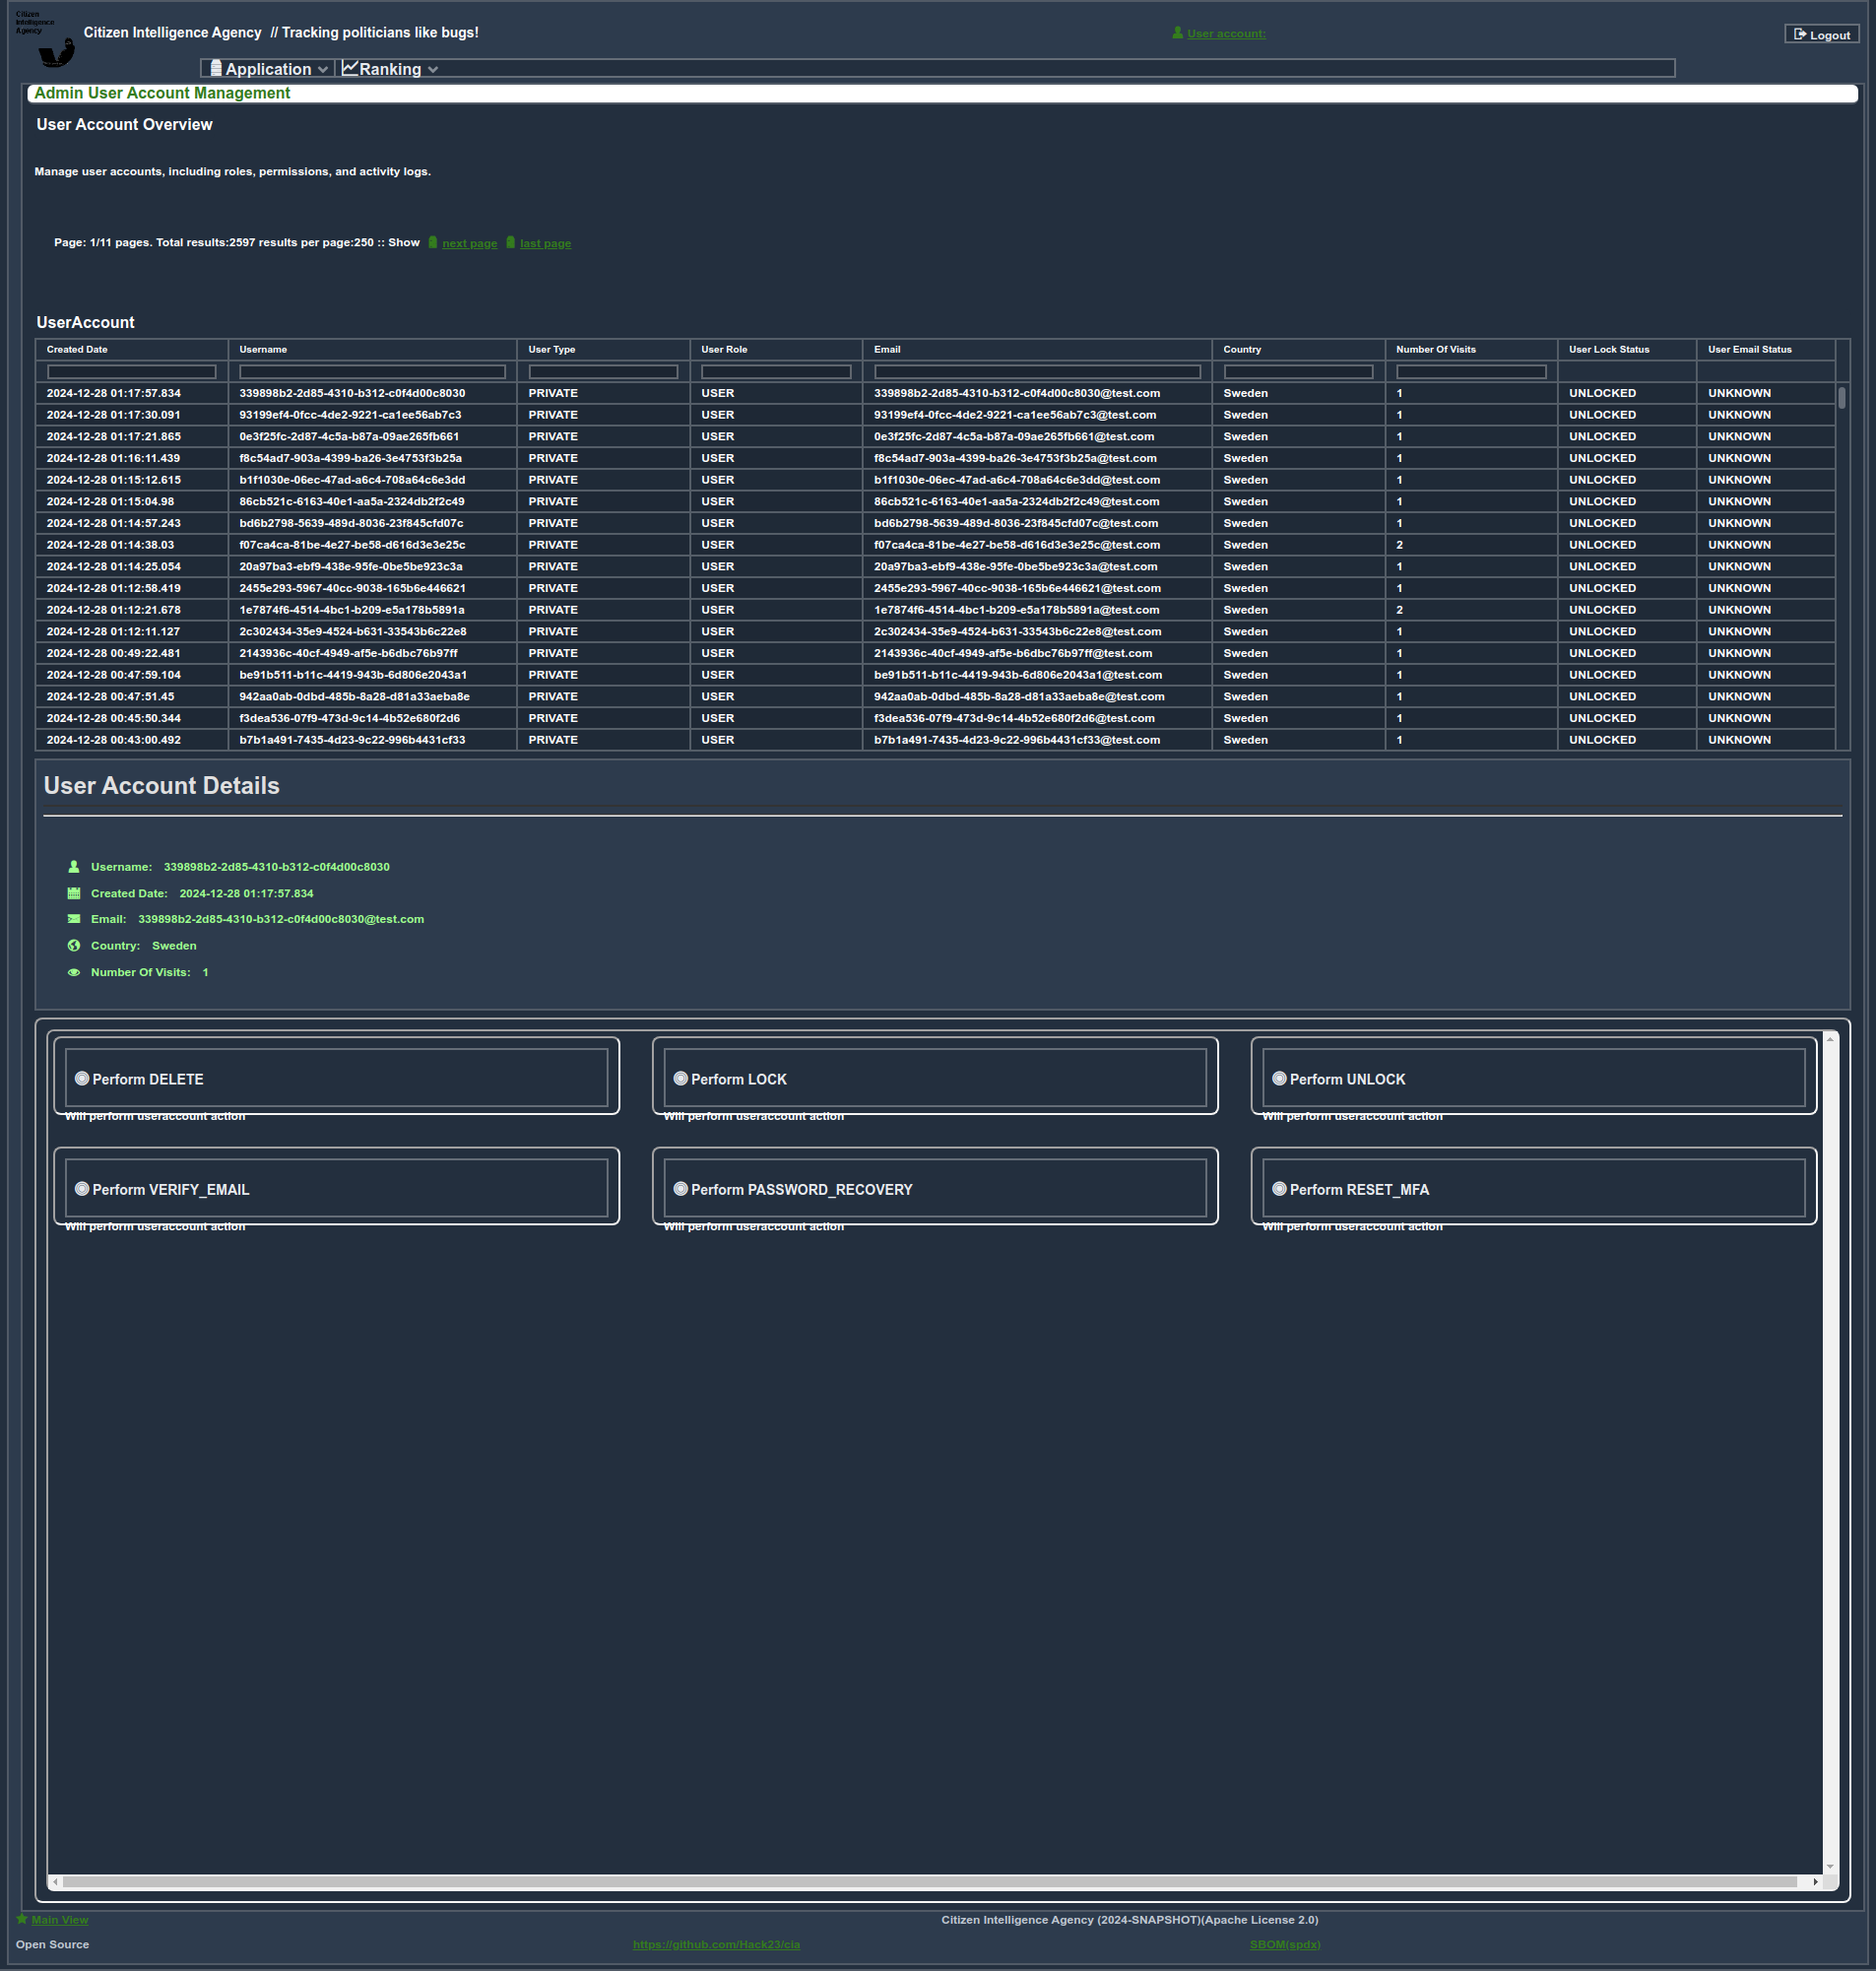 Citizen
Intelligence
Agency
Citizen Intelligence Agency // Tracking politicians like bugs!
User account:
Logout
Application Ranking
Admin User Account Management
User Account Overview
Manage user accounts, including roles, permissions, and activity logs.
Page: 1/11 pages. Total results:2597 results per page:250 :: Show next page last page
UserAccount
Created Date Username User Type User Role Email Country Number Of Visits User Lock Status User Email Status
2024-12-28 01:17:57.834 339898b2-2d85-4310-b312-c0f4d00c8030 PRIVATE USER 339898b2-2d85-4310-b312-c0f4d00c8030@test.com Sweden 1 UNLOCKED UNKNOWN
2024-12-28 01:17:30.091 93199ef4-0fcc-4de2-9221-ca1ee56ab7c3 PRIVATE USER 93199ef4-0fcc-4de2-9221-ca1ee56ab7c3@test.com Sweden 1 UNLOCKED UNKNOWN
2024-12-28 01:17:21.865 0e3f25fc-2d87-4c5a-b87a-09ae265fb661 PRIVATE USER 0e3f25fc-2d87-4c5a-b87a-09ae265fb661@test.com Sweden 1 UNLOCKED UNKNOWN
2024-12-28 01:16:11.439 f8c54ad7-903a-4399-ba26-3e4753f3b25a PRIVATE USER f8c54ad7-903a-4399-ba26-3e4753f3b25a@test.com Sweden 1 UNLOCKED UNKNOWN
2024-12-28 01:15:12.615 b1f1030e-06ec-47ad-a6c4-708a64c6e3dd PRIVATE USER b1f1030e-06ec-47ad-a6c4-708a64c6e3dd@test.com Sweden 1 UNLOCKED UNKNOWN
2024-12-28 01:15:04.98 86cb521c-6163-40e1-aa5a-2324db2f2c49 PRIVATE USER 86cb521c-6163-40e1-aa5a-2324db2f2c49@test.com Sweden 1 UNLOCKED UNKNOWN
2024-12-28 01:14:57.243 bd6b2798-5639-489d-8036-23f845cfd07c PRIVATE USER bd6b2798-5639-489d-8036-23f845cfd07c@test.com Sweden 1 UNLOCKED UNKNOWN
2024-12-28 01:14:38.03 f07ca4ca-81be-4e27-be58-d616d3e3e25c PRIVATE USER f07ca4ca-81be-4e27-be58-d616d3e3e25c@test.com Sweden 2 UNLOCKED UNKNOWN
2024-12-28 01:14:25.054 20a97ba3-ebf9-438e-95fe-0be5be923c3a PRIVATE USER 20a97ba3-ebf9-438e-95fe-0be5be923c3a@test.com Sweden 1 UNLOCKED UNKNOWN
2024-12-28 01:12:58.419 2455e293-5967-40cc-9038-165b6e446621 PRIVATE USER 2455e293-5967-40cc-9038-165b6e446621@test.com Sweden 1 UNLOCKED UNKNOWN
2024-12-28 01:12:21.678 1e7874f6-4514-4bc1-b209-e5a178b5891a PRIVATE USER 1e7874f6-4514-4bc1-b209-e5a178b5891a@test.com Sweden 2 UNLOCKED UNKNOWN
2024-12-28 01:12:11.127 2c302434-35e9-4524-b631-33543b6c22e8 PRIVATE USER 2c302434-35e9-4524-b631-33543b6c22e8@test.com Sweden 1 UNLOCKED UNKNOWN
2024-12-28 00:49:22.481 2143936c-40cf-4949-af5e-b6dbc76b97ff PRIVATE USER 2143936c-40cf-4949-af5e-b6dbc76b97ff@test.com Sweden 1 UNLOCKED UNKNOWN
2024-12-28 00:47:59.104 be91b511-b11c-4419-943b-6d806e2043a1 PRIVATE USER be91b511-b11c-4419-943b-6d806e2043a1@test.com Sweden 1 UNLOCKED UNKNOWN
2024-12-28 00:47:51.45 942aa0ab-0dbd-485b-8a28-d81a33aeba8e PRIVATE USER 942aa0ab-0dbd-485b-8a28-d81a33aeba8e@test.com Sweden 1 UNLOCKED UNKNOWN
2024-12-28 00:45:50.344 f3dea536-07f9-473d-9c14-4b52e680f2d6 PRIVATE USER f3dea536-07f9-473d-9c14-4b52e680f2d6@test.com Sweden 1 UNLOCKED UNKNOWN
2024-12-28 00:43:00.492 b7b1a491-7435-4d23-9c22-996b4431cf33 PRIVATE USER b7b1a491-7435-4d23-9c22-996b4431cf33@test.com Sweden 1 UNLOCKED UNKNOWN
User Account Details
Username: 339898b2-2d85-4310-b312-c0f4d00c8030
Created Date: 2024-12-28 01:17:57.834
Email: 339898b2-2d85-4310-b312-c0f4d00c8030@test.com
Country: Sweden
Number Of Visits: 1
Perform DELETE Perform LOCK Perform UNLOCK
Will perform useraccount action Will perform useraccount action Will perform useraccount action
Perform VERIFY_EMAIL Perform PASSWORD_RECOVERY Perform RESET_MFA
Will perform useraccount action Will perform useraccount action Will perform useraccount action
Main View Citizen Intelligence Agency (2024-SNAPSHOT)(Apache License 2.0)
Open Source https://github.com/Hack23/cia SBOM(spdx)